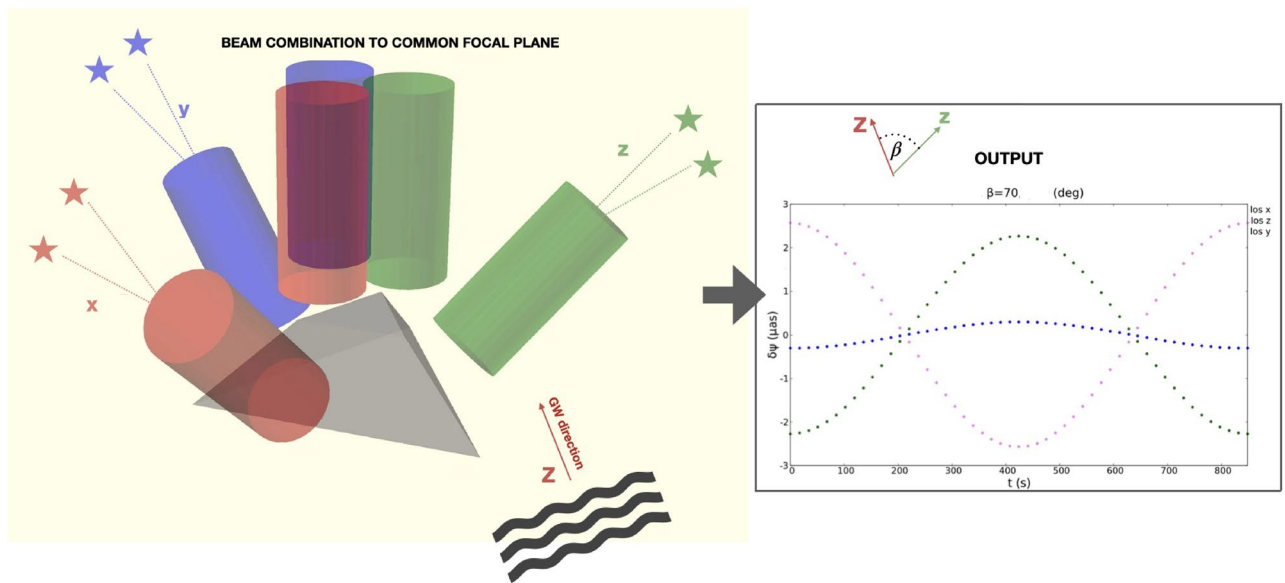 BEAM COMBINATION TO COMMON FOCAL PLANE
y
x
z
GW direction
Z
Z
z
β
OUTPUT
β=70. (deg)
los x
los z
los y
3
2
1
0
-1
-2
-3
δψ (μas)
0 100 200 300 400 500 600 700 800
t (s)